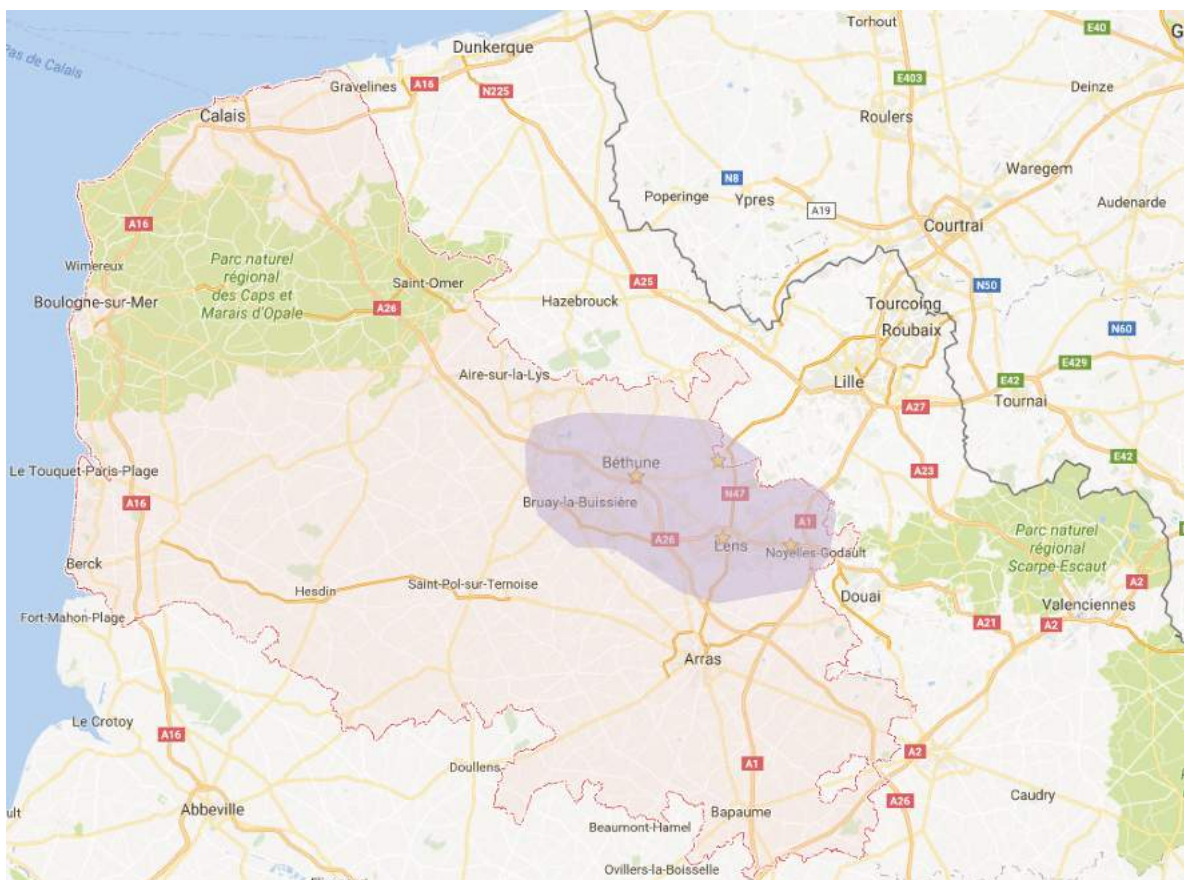 Torhout
E40
G
Pas de Calais
Dunkerque
Gravelines
A16
N225
E403
Deinze
Calais
Roulers
Waregem
N8
Poperinge
Ypres
A19
Audenarde
Courtrai
A16
Parc naturel
régional
des Caps et
Marais d'Opale
Wimereux
Saint-Omer
A25
N50
Boulogne-sur-Mer
A26
Hazebrouck
Tourcoing
Roubaix
N60
Aire-sur-la-Lys
Lille
E429
E42
A27
Tournai
E42
Le Touquet-Paris-Plage
Béthune
A23
A16
Bruay-la-Buissière
N47
A1
A26
Lens
Noyelles-Godault
Parc naturel
régional
Scarpe-Escaut
Berck
Hesdin
Saint-Pol-sur-Ternoise
A2
Fort-Mahon-Plage
Douai
Valenciennes
A21
A2
Arras
Le Crotoy
A16
Doullens
A1
A2
ult
Abbeville
Bapaume
A26
Caudry
Beaumont-Hamel
Ovillers-la-Boisselle